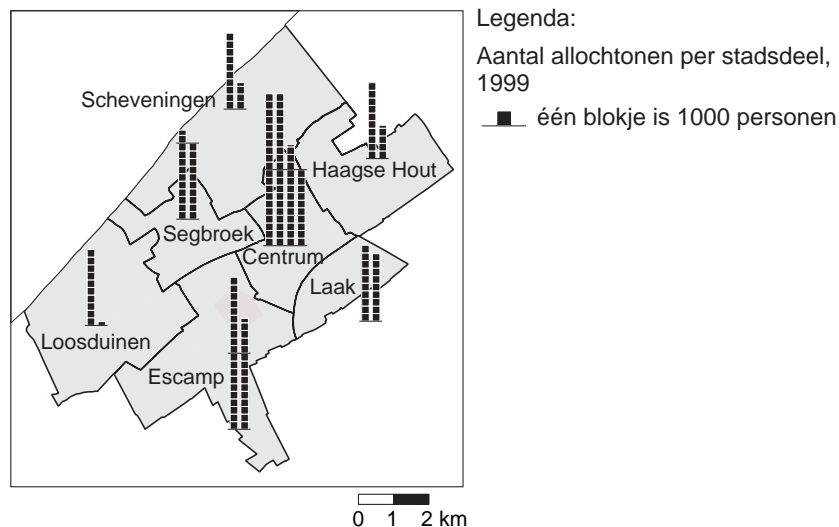 Legenda:
Aantal allochtonen per stadsdeel,
1999
één blokje is 1000 personen
Scheveningen
Haagse Hout
Segbroek
Centrum
Laak
Loosduinen
Escamp
0 1 2 km